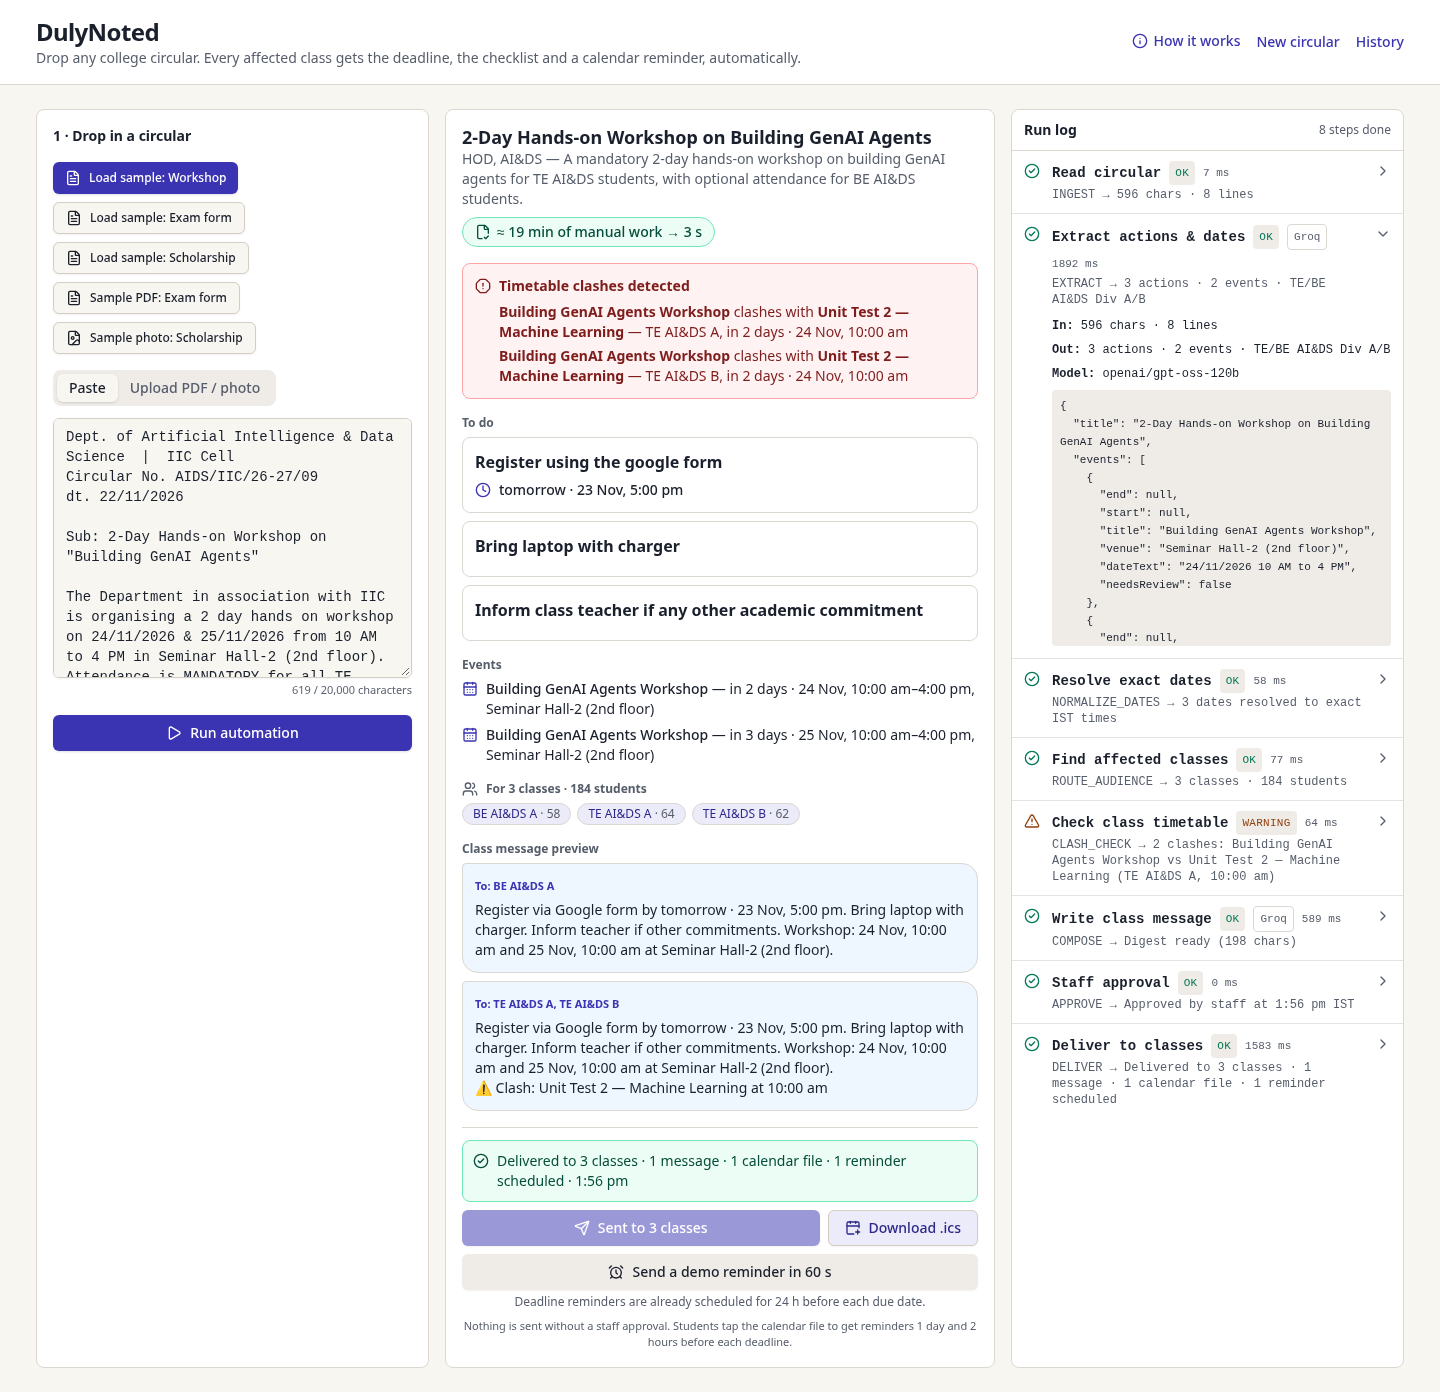 DulyNoted
Drop any college circular. Every affected class gets the deadline, the checklist and a calendar reminder, automatically.
How it works
New circular
History
1 · Drop in a circular
Load sample: Workshop
Load sample: Exam form
Load sample: Scholarship
Sample PDF: Exam form
Sample photo: Scholarship
Paste
Upload PDF / photo
Dept. of Artificial Intelligence & Data
Science | IIC Cell
Circular No. AIDS/IIC/26-27/09
dt. 22/11/2026
Sub: 2-Day Hands-on Workshop on
"Building GenAI Agents"
The Department in association with IIC
is organising a 2 day hands on workshop
on 24/11/2026 & 25/11/2026 from 10 AM
to 4 PM in Seminar Hall-2 (2nd floor).
Attendance is MANDATORY for all TE
619 / 20,000 characters
Run automation
2-Day Hands-on Workshop on Building GenAI Agents
HOD, AI&DS — A mandatory 2-day hands-on workshop on building GenAI
agents for TE AI&DS students, with optional attendance for BE AI&DS
students.
≈ 19 min of manual work → 3 s
Timetable clashes detected
Building GenAI Agents Workshop clashes with Unit Test 2 —
Machine Learning — TE AI&DS A, in 2 days · 24 Nov, 10:00 am
Building GenAI Agents Workshop clashes with Unit Test 2 —
Machine Learning — TE AI&DS B, in 2 days · 24 Nov, 10:00 am
To do
Register using the google form
tomorrow · 23 Nov, 5:00 pm
Bring laptop with charger
Inform class teacher if any other academic commitment
Events
Building GenAI Agents Workshop — in 2 days · 24 Nov, 10:00 am–4:00 pm,
Seminar Hall-2 (2nd floor)
Building GenAI Agents Workshop — in 3 days · 25 Nov, 10:00 am–4:00 pm,
Seminar Hall-2 (2nd floor)
For 3 classes · 184 students
BE AI&DS A · 58
TE AI&DS A · 64
TE AI&DS B · 62
Class message preview
To: BE AI&DS A
Register via Google form by tomorrow · 23 Nov, 5:00 pm. Bring laptop with
charger. Inform teacher if other commitments. Workshop: 24 Nov, 10:00
am and 25 Nov, 10:00 am at Seminar Hall-2 (2nd floor).
To: TE AI&DS A, TE AI&DS B
Register via Google form by tomorrow · 23 Nov, 5:00 pm. Bring laptop with
charger. Inform teacher if other commitments. Workshop: 24 Nov, 10:00
am and 25 Nov, 10:00 am at Seminar Hall-2 (2nd floor).
⚠️ Clash: Unit Test 2 — Machine Learning at 10:00 am
Delivered to 3 classes · 1 message · 1 calendar file · 1 reminder
scheduled · 1:56 pm
Sent to 3 classes
Download .ics
Send a demo reminder in 60 s
Deadline reminders are already scheduled for 24 h before each due date.
Nothing is sent without a staff approval. Students tap the calendar file to get reminders 1 day and 2
hours before each deadline.
Run log
8 steps done
Read circular OK 7 ms
INGEST → 596 chars · 8 lines
Extract actions & dates OK Groq
1892 ms
EXTRACT → 3 actions · 2 events · TE/BE
AI&DS Div A/B
In: 596 chars · 8 lines
Out: 3 actions · 2 events · TE/BE AI&DS Div A/B
Model: openai/gpt-oss-120b
{
"title": "2-Day Hands-on Workshop on Building
GenAI Agents",
"events": [
{
"end": null,
"start": null,
"title": "Building GenAI Agents Workshop",
"venue": "Seminar Hall-2 (2nd floor)",
"dateText": "24/11/2026 10 AM to 4 PM",
"needsReview": false
},
{
"end": null,
Resolve exact dates OK 58 ms
NORMALIZE_DATES → 3 dates resolved to exact
IST times
Find affected classes OK 77 ms
ROUTE_AUDIENCE → 3 classes · 184 students
Check class timetable WARNING 64 ms
CLASH_CHECK → 2 clashes: Building GenAI
Agents Workshop vs Unit Test 2 — Machine
Learning (TE AI&DS A, 10:00 am)
Write class message OK Groq 589 ms
COMPOSE → Digest ready (198 chars)
Staff approval OK 0 ms
APPROVE → Approved by staff at 1:56 pm IST
Deliver to classes OK 1583 ms
DELIVER → Delivered to 3 classes · 1
message · 1 calendar file · 1 reminder
scheduled